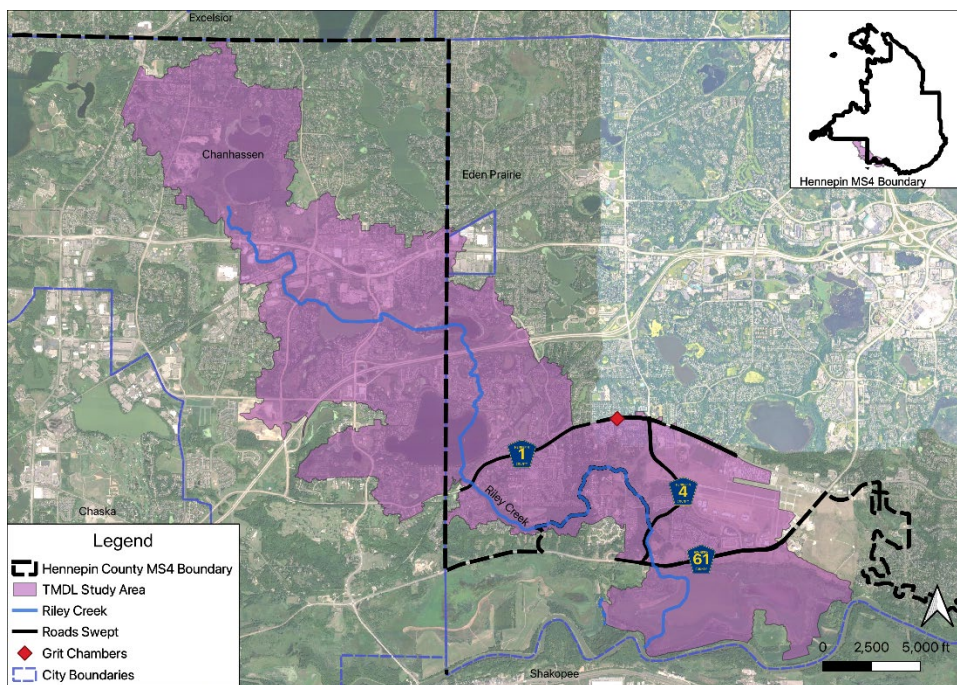 Excelsior
Chanhassen
Eden Prairie
Hennepin MS4 Boundary
1
Riley Creek
4
61
Chaska
Legend
Hennepin County MS4 Boundary
TMDL Study Area
Riley Creek
Roads Swept
Grit Chambers
City Boundaries
Shakopee
0 2,500 5,000 ft